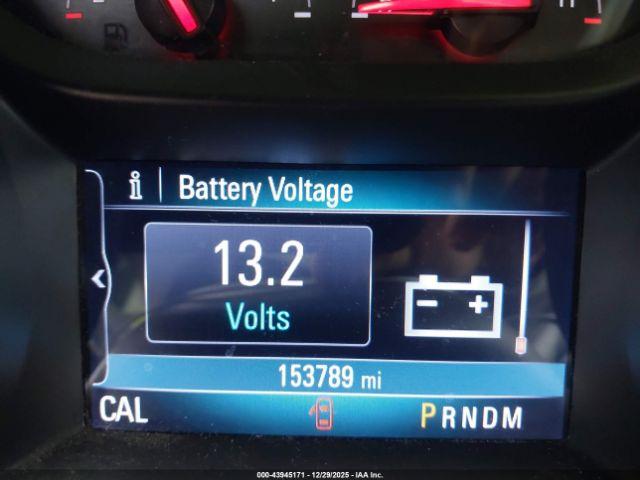 Battery Voltage
13.2
Volts
- +
153789 mi
CAL PRNDM
000-43945171 - 12/29/2025 - IAA Inc.